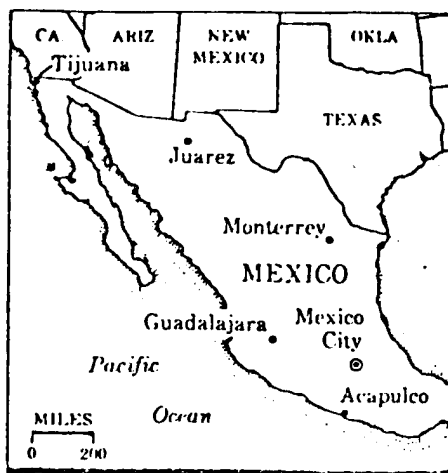 CA.
ARIZ
NEW
MEXICO
OKLA
Tijuana
TEXAS
Juarez
Monterrey
MEXICO
Guadalajara
Mexico
City
Pacific
Ocean
Acapulco
MILES
0 200